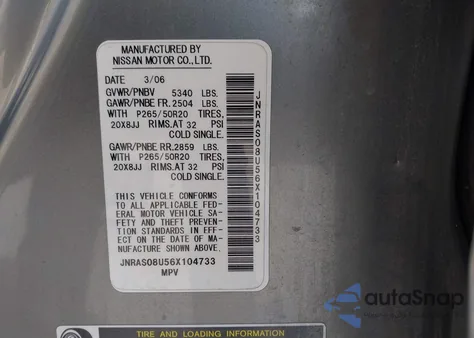 MANUFACTURED BY
NISSAN MOTOR CO., LTD.
DATE 3/06
GVWR/PNBV 5340 LBS.
GAWR/PNBE FR. 2504 LBS.
WITH P265/50R20 TIRES,
20X8JJ RIMS. AT 32 PSI
COLD SINGLE.
GAWR/PNBE RR. 2859 LBS.
WITH P265/50R20 TIRES,
20X8JJ RIMS. AT 32 PSI
COLD SINGLE.
THIS VEHICLE CONFORMS
TO ALL APPLICABLE FED-
ERAL MOTOR VEHICLE SA-
FETY AND THEFT PREVEN-
TION STANDARDS IN EFF-
ECT ON THE DATE OF MA-
NUFACTURE SHOWN ABOVE.
JNRAS08U56X104733
MPV
JNRAS08U56X104733
TIRE AND LOADING INFORMATION
autoSnap